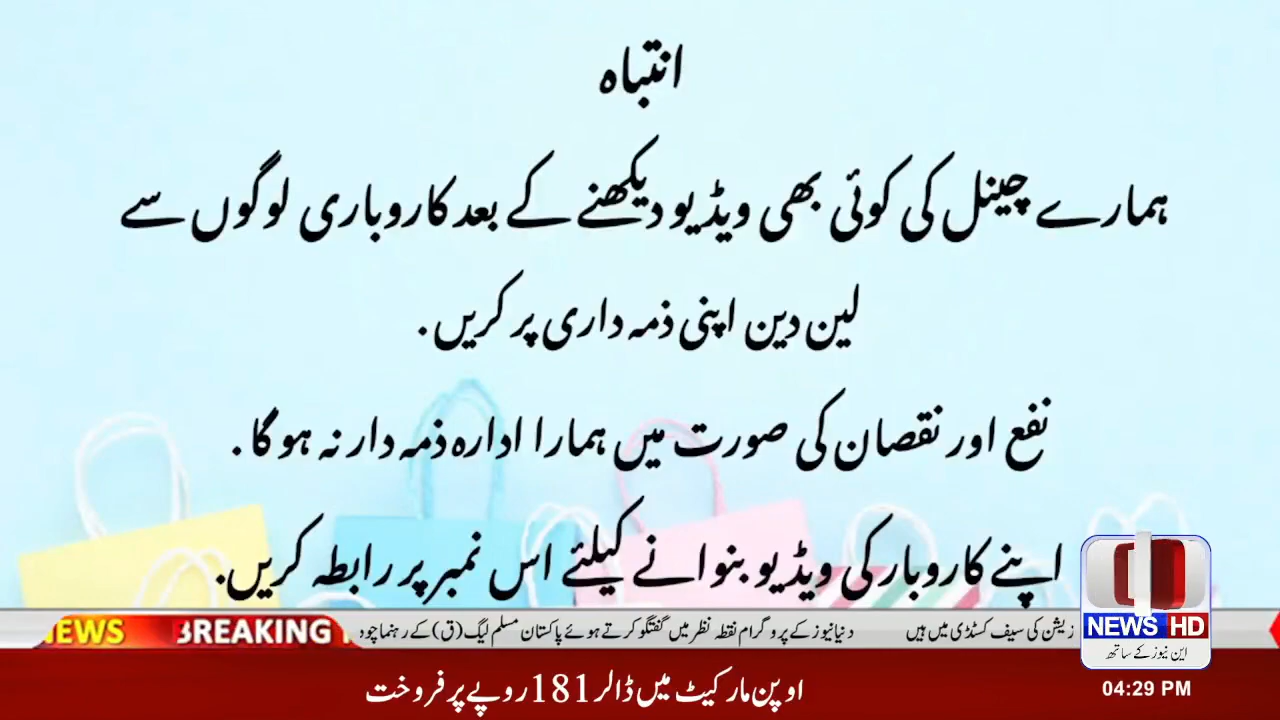 انتباہ
ہمارے چینل کی کوئی بھی ویڈیو دیکھنے کے بعد کاروباری لوگوں سے
لین دین اپنی ذمہ داری پر کریں.
نفع اور نقصان کی صورت میں ہمارا ادارہ ذمہ دار نہ ہو گا.
اپنے کاروبار کی ویڈیو بنوانے کیلئے اس نمبر پر رابطہ کریں.
NEWS HD
این نیوز کے ساتھ
NEWS BREAKING
زیشن کی سیف کسٹڈی میں ہیں دنیا نیوز کے پروگرام نقطہ نظر میں گفتگو کرتے ہوئے پاکستان مسلم لیگ (ق) کے رہنما
اوپن مارکیٹ میں ڈالر 181 روپے پر فروخت
04:29 PM